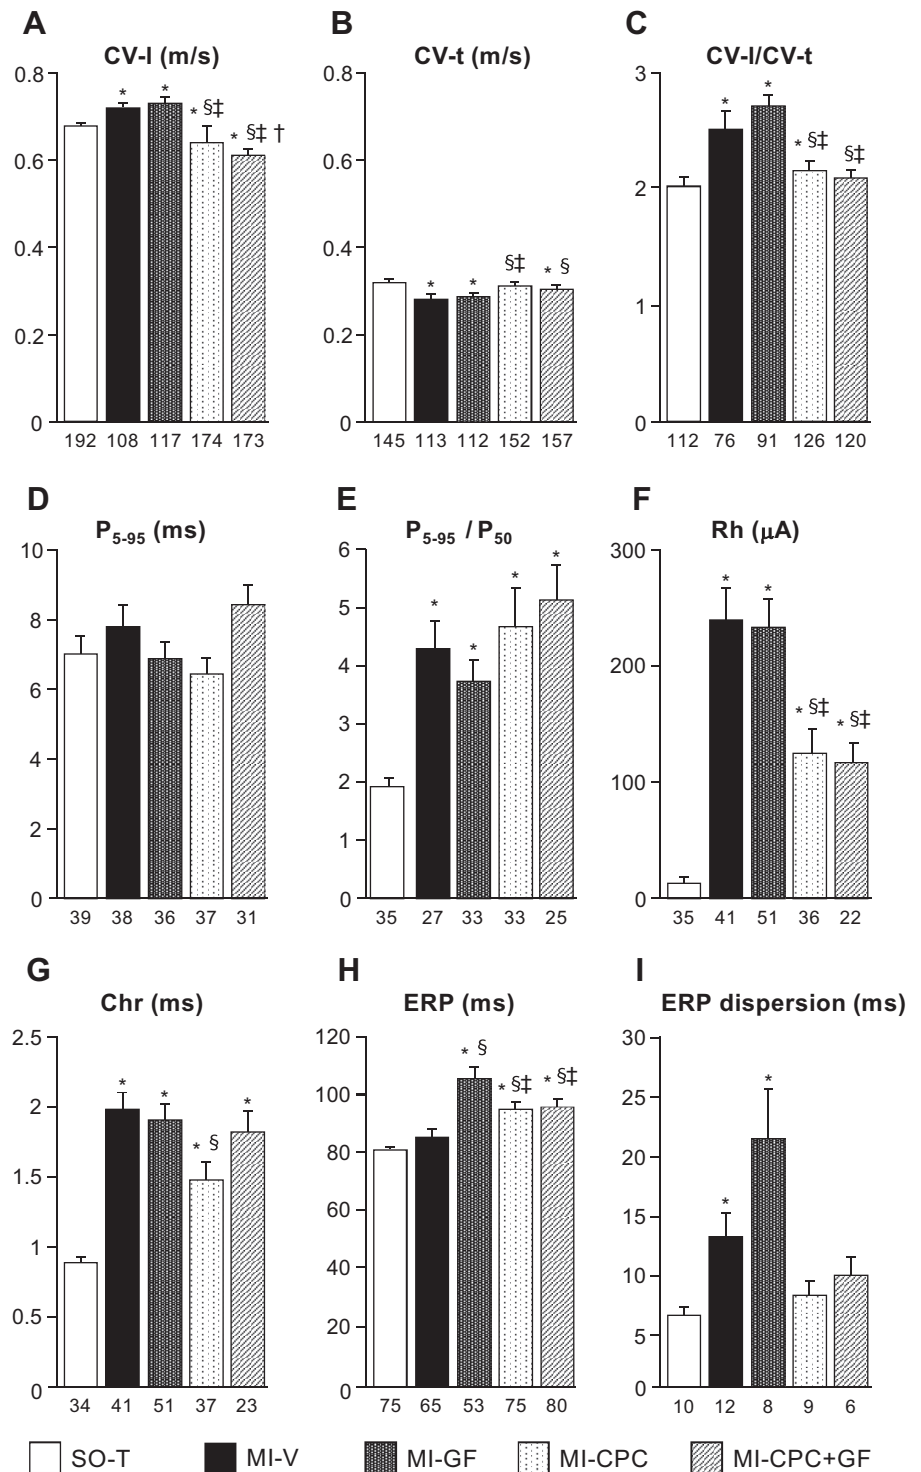 A B C
CV-l (m/s) CV-t (m/s) CV-l/CV-t
0.8 0.8 3
* * * §‡ * §‡ †
0.6 0.6 * * * §‡ §‡
2
0.4 0.4
* * §‡ * §
0.2 0.2 1
0 0 0
192 108 117 174 173 145 113 112 152 157 112 76 91 126 120
D E F
P5-95 (ms) P5-95 / P50 Rh (μA)
10 6 300
* * * * * *
8 5
6 4 200
3 * §‡ * §‡
4 2 100
2 1
0 0 0
39 38 36 37 31 35 27 33 33 25 35 41 51 36 22
G H I
Chr (ms) ERP (ms) ERP dispersion (ms)
2.5 120 30
* * * § * * § * §‡ * §‡ * *
2 100 25
80 20
1.5 60 15
1 40 10
0.5 20 5
0 0 0
34 41 51 37 23 75 65 53 75 80 10 12 8 9 6
SO-T MI-V MI-GF MI-CPC MI-CPC+GF